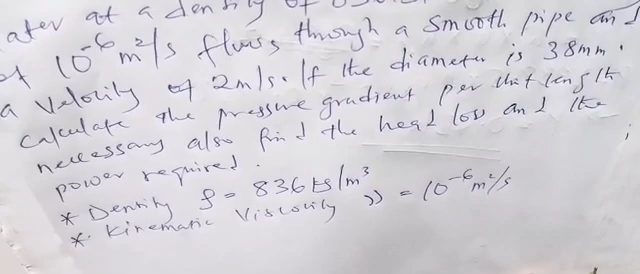 ater at a density of
of 10⁻⁶ m²/s flows through a smooth pipe and
a velocity of 2m/s. If the diameter is 38mm.
Calculate the pressure gradient per unit length
necessary also find the head loss and the
power required.
* Density ρ = 836 kg/m³
* Kinematic Viscosity ν = 10⁻⁶ m²/s